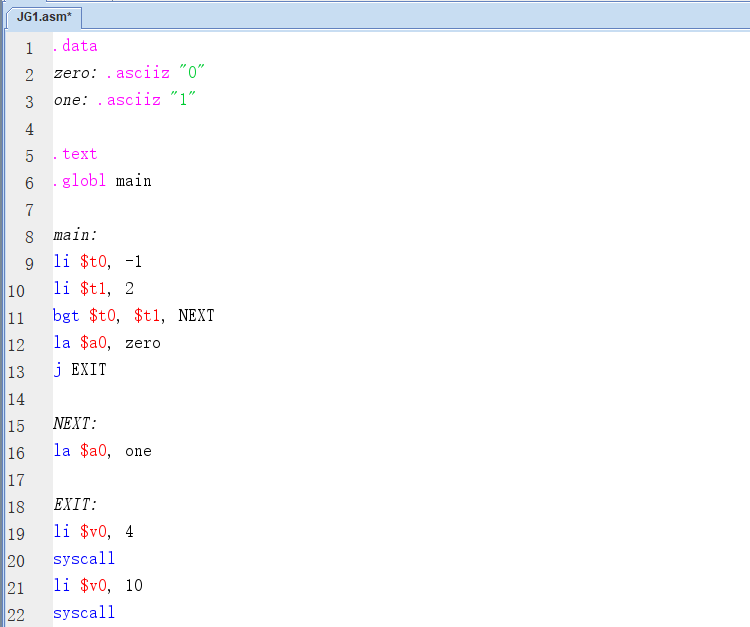 JG1.asm*
1 .data
2 zero: .asciiz "0"
3 one: .asciiz "1"
4
5 .text
6 .globl main
7
8 main:
9 li $t0, -1
10 li $t1, 2
11 bgt $t0, $t1, NEXT
12 la $a0, zero
13 j EXIT
14
15 NEXT:
16 la $a0, one
17
18 EXIT:
19 li $v0, 4
20 syscall
21 li $v0, 10
22 syscall